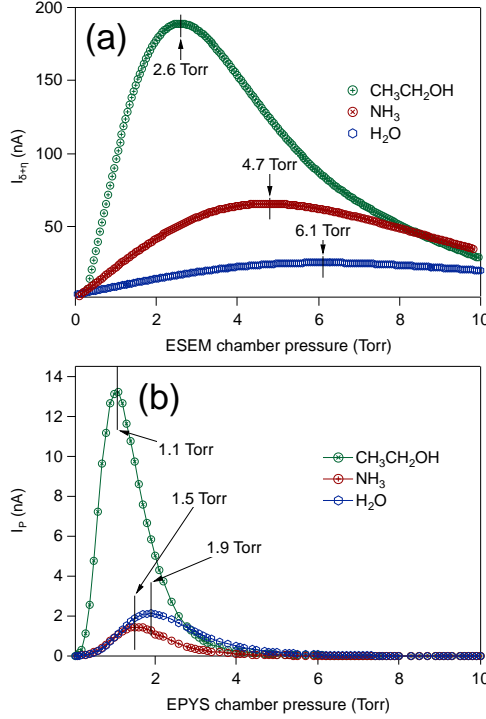 (a)
200
150
100
50
I δ+η (nA)
2.6 Torr
CH₃CH₂OH
NH₃
H₂O
4.7 Torr
6.1 Torr
0 2 4 6 8 10
ESEM chamber pressure (Torr)
(b)
14
12
10
8
6
4
2
0
I P (nA)
1.1 Torr
CH₃CH₂OH
NH₃
H₂O
1.5 Torr
1.9 Torr
0 2 4 6 8 10
EPYS chamber pressure (Torr)